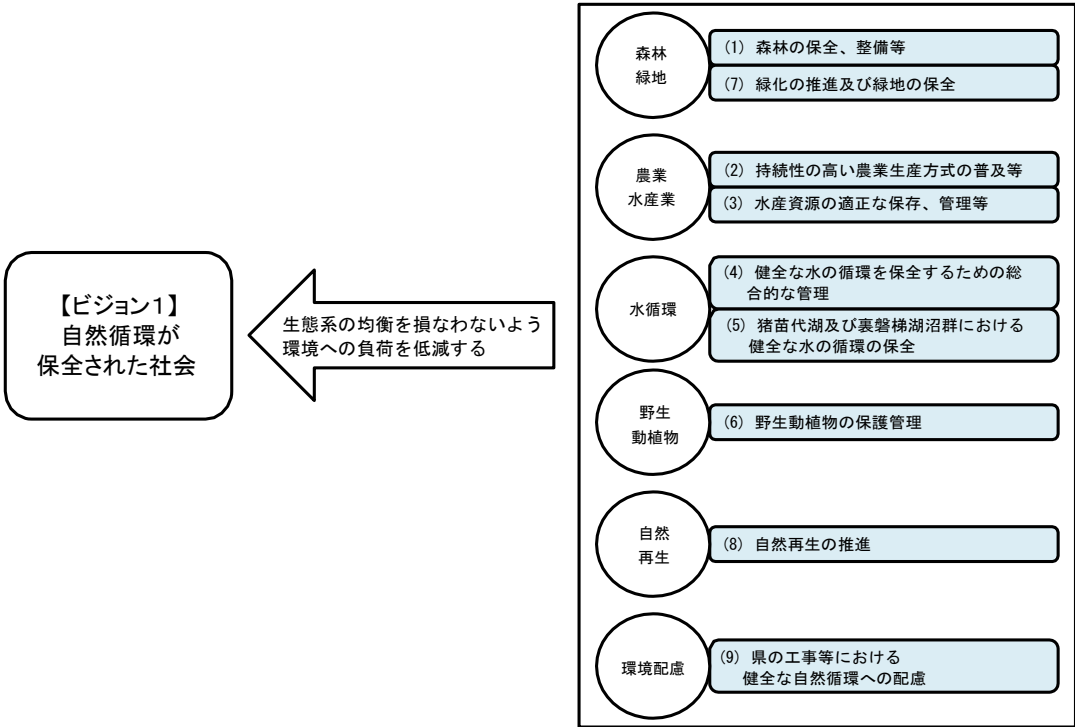 【ビジョン1】
自然循環が
保全された社会
生態系の均衡を損なわないよう
環境への負荷を低減する
森林
緑地
(1) 森林の保全、整備等
(7) 緑化の推進及び緑地の保全
農業
水産業
(2) 持続性の高い農業生産方式の普及等
(3) 水産資源の適正な保存、管理等
水循環
(4) 健全な水の循環を保全するための総
合的な管理
(5) 猪苗代湖及び裏磐梯湖沼群における
健全な水の循環の保全
野生
動植物
(6) 野生動植物の保護管理
自然
再生
(8) 自然再生の推進
環境配慮
(9) 県の工事等における
健全な自然循環への配慮